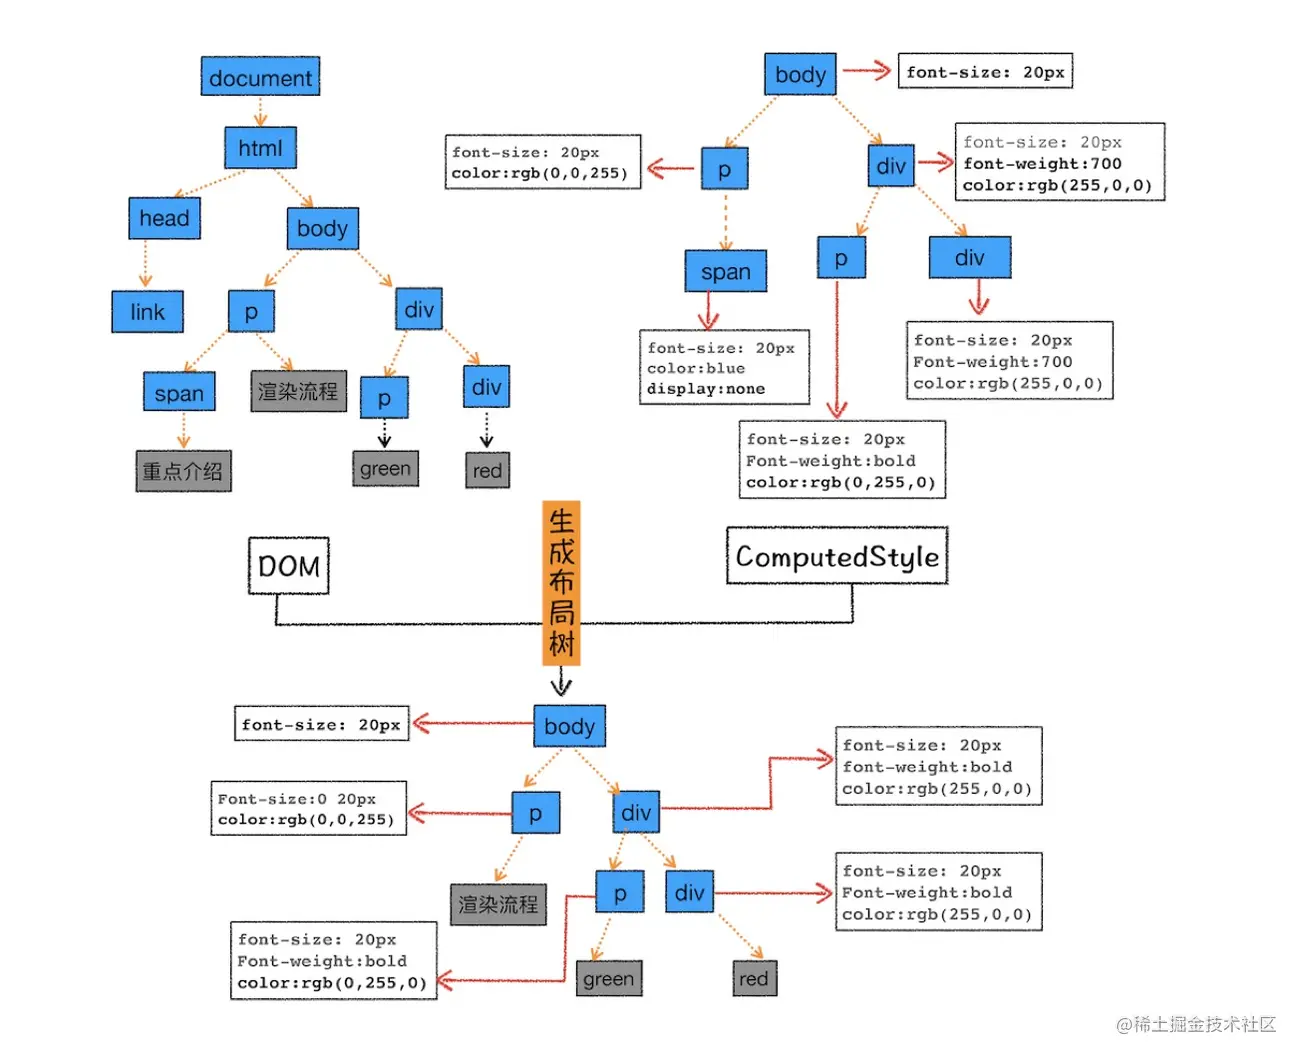 document
html
head
body
link
p
div
span
渲染流程
p
div
重点介绍
green
red
body
font-size: 20px
p
font-size: 20px
color:rgb(0,0,255)
div
font-size: 20px
font-weight:700
color:rgb(255,0,0)
span
p
div
font-size: 20px
color:blue
display:none
font-size: 20px
Font-weight:700
color:rgb(255,0,0)
font-size: 20px
Font-weight:bold
color:rgb(0,255,0)
DOM
生成布局树
ComputedStyle
font-size: 20px
body
font-size: 20px
font-weight:bold
color:rgb(255,0,0)
Font-size:0 20px
color:rgb(0,0,255)
p
div
渲染流程
p
div
font-size: 20px
Font-weight:bold
color:rgb(255,0,0)
font-size: 20px
Font-weight:bold
color:rgb(0,255,0)
green
red
@稀土掘金技术社区